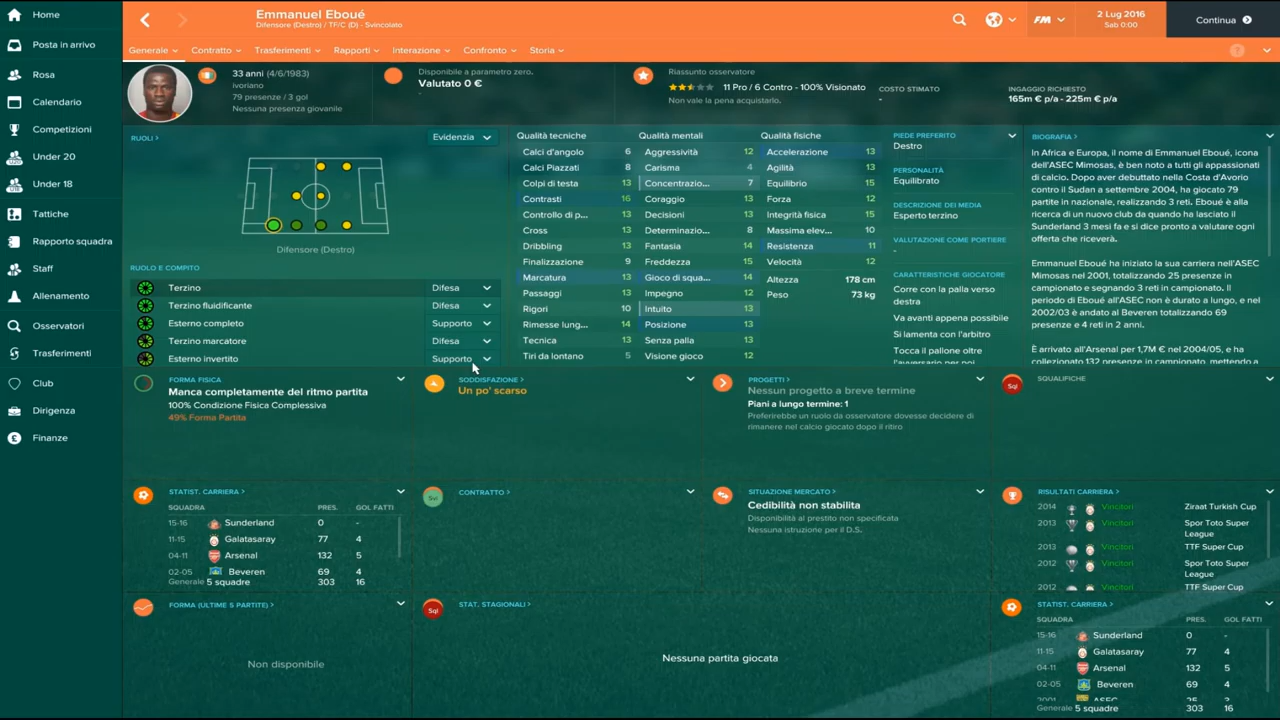 Home
Posta in arrivo
Rosa
Calendario
Competizioni
Under 20
Under 18
Tattiche
Rapporto squadra
Staff
Allenamento
Osservatori
Trasferimenti
Club
Dirigenza
Finanze
Emmanuel Eboué
Difensore (Destro) / TF/C (D) - Svincolato
FM
2 Lug 2016
Sab 0:00
Continua
Generale
Contratto
Trasferimenti
Rapporti
Interazione
Confronto
Storia
?
33 anni (4/6/1983)
ivoriano
79 presenze / 3 gol
Nessuna presenza giovanile
Disponibile a parametro zero.
Valutato 0 €
-
Riassunto osservatore
11 Pro / 6 Contro - 100% Visionato
Non vale la pena acquistarlo.
COSTO STIMATO
-
INGAGGIO RICHIESTO
165m € p/a - 225m € p/a
RUOLI >
Evidenzia
Difensore (Destro)
RUOLO E COMPITO
Terzino Difesa
Terzino fluidificante Difesa
Esterno completo Supporto
Terzino marcatore Difesa
Esterno invertito Supporto
Qualità tecniche
Calci d'angolo 6
Calci Piazzati 8
Colpi di testa 13
Contrasti 16
Controllo di p... 13
Cross 13
Dribbling 13
Finalizzazione 9
Marcatura 13
Passaggi 13
Rigori 10
Rimesse lung... 14
Tecnica 13
Tiri da lontano 5
Qualità mentali
Aggressività 12
Carisma 4
Concentrazio... 7
Coraggio 13
Decisioni 13
Determinazio... 8
Fantasia 14
Freddezza 15
Gioco di squa... 14
Impegno 12
Intuito 13
Posizione 13
Senza palla 13
Visione gioco 12
Qualità fisiche
Accelerazione 13
Agilità 13
Equilibrio 15
Forza 12
Integrità fisica 15
Massima elev... 10
Resistenza 11
Velocità 12
Altezza 178 cm
Peso 73 kg
PIEDE PREFERITO
Destro
PERSONALITÀ
Equilibrato
DESCRIZIONE DEI MEDIA
Esperto terzino
VALUTAZIONE COME PORTIERE
-
CARATTERISTICHE GIOCATORE
Corre con la palla verso
destra
Va avanti appena possibile
Si lamenta con l'arbitro
Tocca il pallone oltre
l'avversario per poi
BIOGRAFIA >
In Africa e Europa, il nome di Emmanuel Eboué, icona
dell'ASEC Mimosas, è ben noto a tutti gli appassionati
di calcio. Dopo aver debuttato nella Costa d'Avorio
contro il Sudan a settembre 2004, ha giocato 79
partite in nazionale, realizzando 3 reti. Eboué è alla
ricerca di un nuovo club da quando ha lasciato il
Sunderland 3 mesi fa e si dice pronto a valutare ogni
offerta che riceverà.
Emmanuel Eboué ha iniziato la sua carriera nell'ASEC
Mimosas nel 2001, totalizzando 25 presenze in
campionato e segnando 3 reti in campionato. Il
periodo di Eboué all'ASEC non è durato a lungo, e nel
2002/03 è andato al Beveren totalizzando 69
presenze e 4 reti in 2 anni.
È arrivato all'Arsenal per 1,7M € nel 2004/05, e ha
collezionato 132 presenze in campionato, mettendo a
FORMA FISICA
Manca completamente del ritmo partita
100% Condizione Fisica Complessiva
49% Forma Partita
SODDISFAZIONE >
Un po' scarso
PROGETTI >
Nessun progetto a breve termine
Piani a lungo termine: 1
Preferirebbe un ruolo da osservatore dovesse decidere di
rimanere nel calcio giocato dopo il ritiro
Sql
SQUALIFICHE
STATIST. CARRIERA >
SQUADRA PRES. GOL FATTI
15-16 Sunderland 0 -
11-15 Galatasaray 77 4
04-11 Arsenal 132 5
02-05 Beveren 69 4
Generale 5 squadre 303 16
Svi
CONTRATTO >
SITUAZIONE MERCATO >
Cedibilità non stabilita
Disponibilità al prestito non specificata
Nessuna istruzione per il D.S.
RISULTATI CARRIERA >
2014 Vincitori Ziraat Turkish Cup
2013 Vincitori Spor Toto Super
League
2013 Vincitori TTF Super Cup
2012 Vincitori Spor Toto Super
League
2012 Vincitori TTF Super Cup
FORMA (ULTIME 5 PARTITE) >
Non disponibile
Sql
STAT. STAGIONALI >
Nessuna partita giocata
STATIST. CARRIERA >
SQUADRA PRES. GOL FATTI
15-16 Sunderland 0 -
11-15 Galatasaray 77 4
04-11 Arsenal 132 5
02-05 Beveren 69 4
2001 ASEC 25 3
Generale 5 squadre 303 16